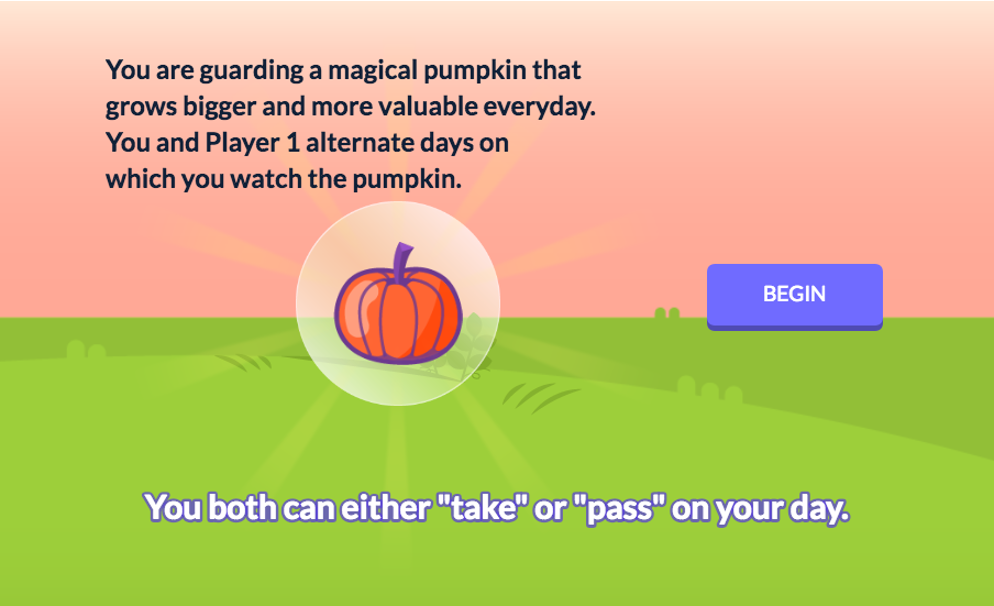 You are guarding a magical pumpkin that
grows bigger and more valuable everyday.
You and Player 1 alternate days on
which you watch the pumpkin.
BEGIN
You both can either "take" or "pass" on your day.